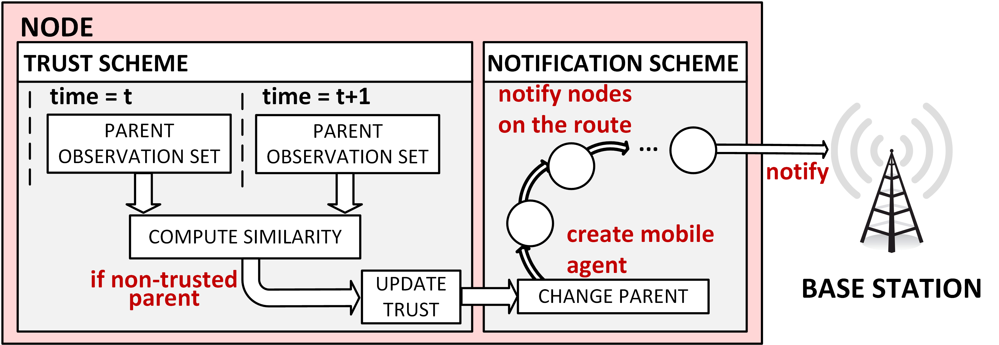 NODE
TRUST SCHEME
time = t
time = t+1
PARENT
OBSERVATION SET
PARENT
OBSERVATION SET
COMPUTE SIMILARITY
if non-trusted
parent
UPDATE
TRUST
NOTIFICATION SCHEME
notify nodes
on the route
...
create mobile
agent
CHANGE PARENT
notify
BASE STATION